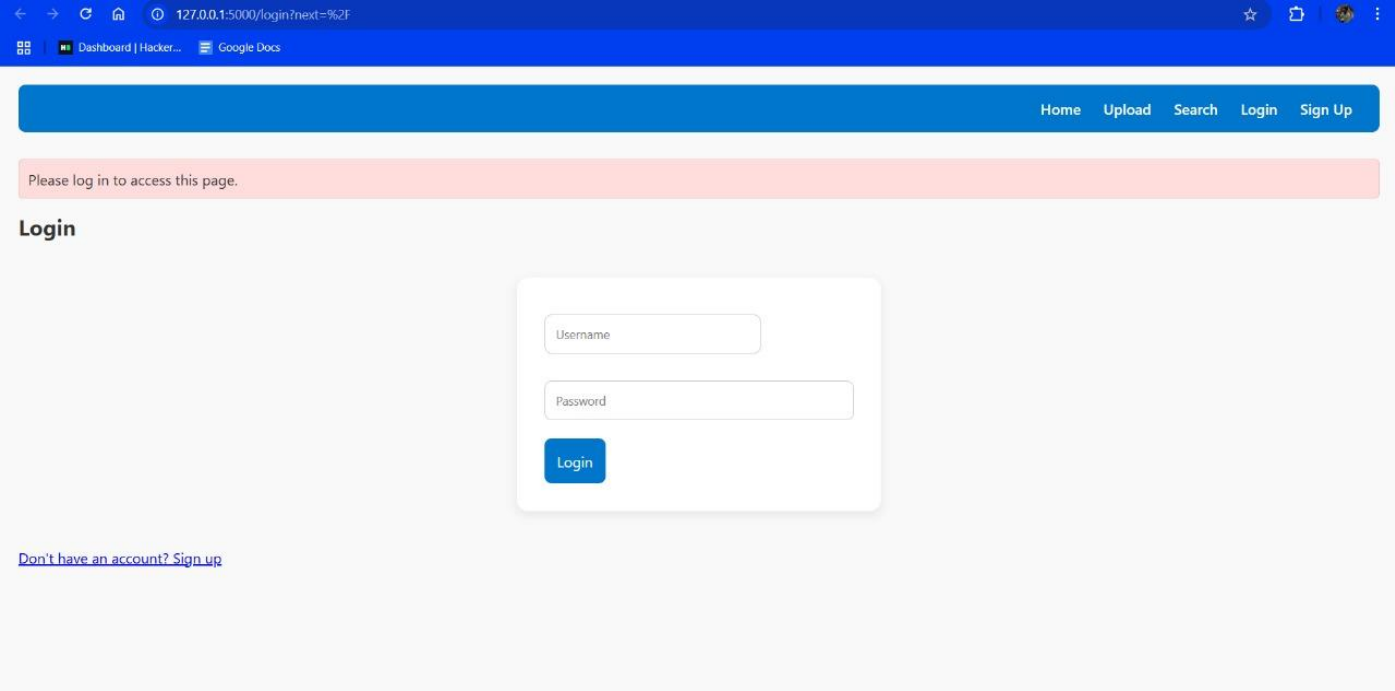 127.0.0.1:5000/login?next=%2F
Dashboard | Hacker... Google Docs
Home Upload Search Login Sign Up
Please log in to access this page.
Login
Username
Password
Login
Don't have an account? Sign up